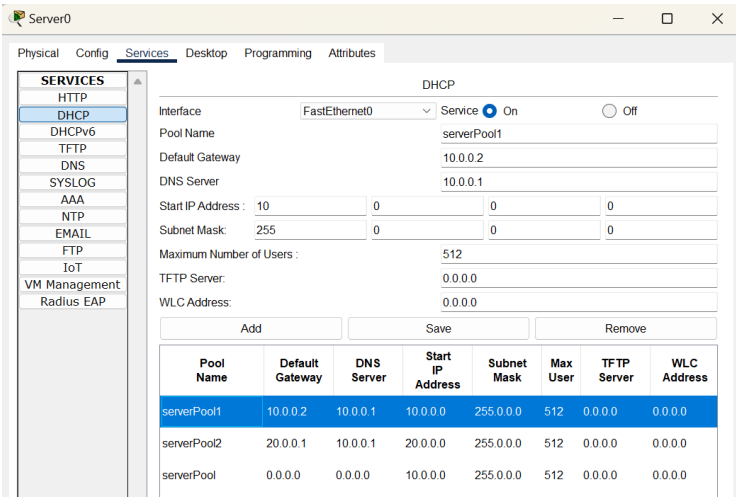 Server0
Physical Config Services Desktop Programming Attributes
SERVICES
HTTP
DHCP
DHCPv6
TFTP
DNS
SYSLOG
AAA
NTP
EMAIL
FTP
IoT
VM Management
Radius EAP
DHCP
Interface FastEthernet0 Service On Off
Pool Name serverPool1
Default Gateway 10.0.0.2
DNS Server 10.0.0.1
Start IP Address : 10 0 0 0
Subnet Mask: 255 0 0 0
Maximum Number of Users : 512
TFTP Server: 0.0.0.0
WLC Address: 0.0.0.0
Add Save Remove
Pool Name Default Gateway DNS Server Start IP Address Subnet Mask Max User TFTP Server WLC Address
serverPool1 10.0.0.2 10.0.0.1 10.0.0.0 255.0.0.0 512 0.0.0.0 0.0.0.0
serverPool2 20.0.0.1 10.0.0.1 20.0.0.0 255.0.0.0 512 0.0.0.0 0.0.0.0
serverPool 0.0.0.0 0.0.0.0 10.0.0.0 255.0.0.0 512 0.0.0.0 0.0.0.0